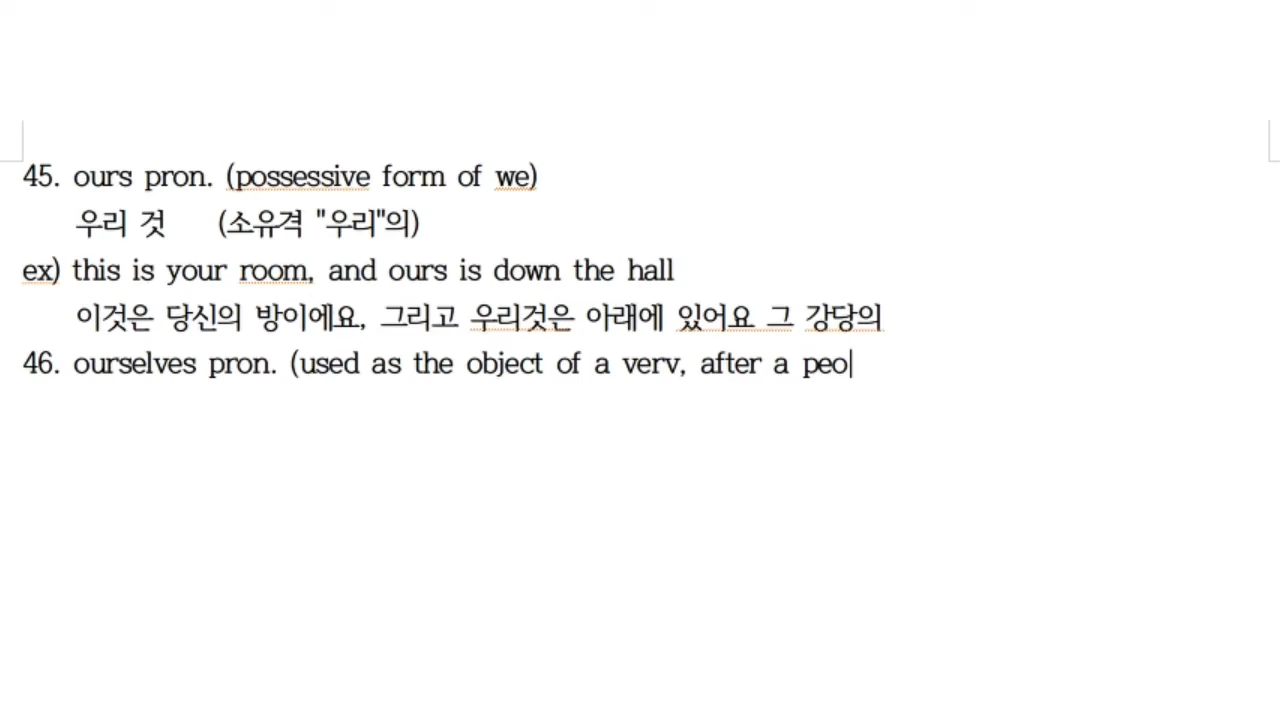 45. ours pron. (possessive form of we)
우리 것 (소유격 "우리"의)
ex) this is your room, and ours is down the hall
이것은 당신의 방이에요, 그리고 우리것은 아래에 있어요 그 강당의
46. ourselves pron. (used as the object of a verv, after a peo